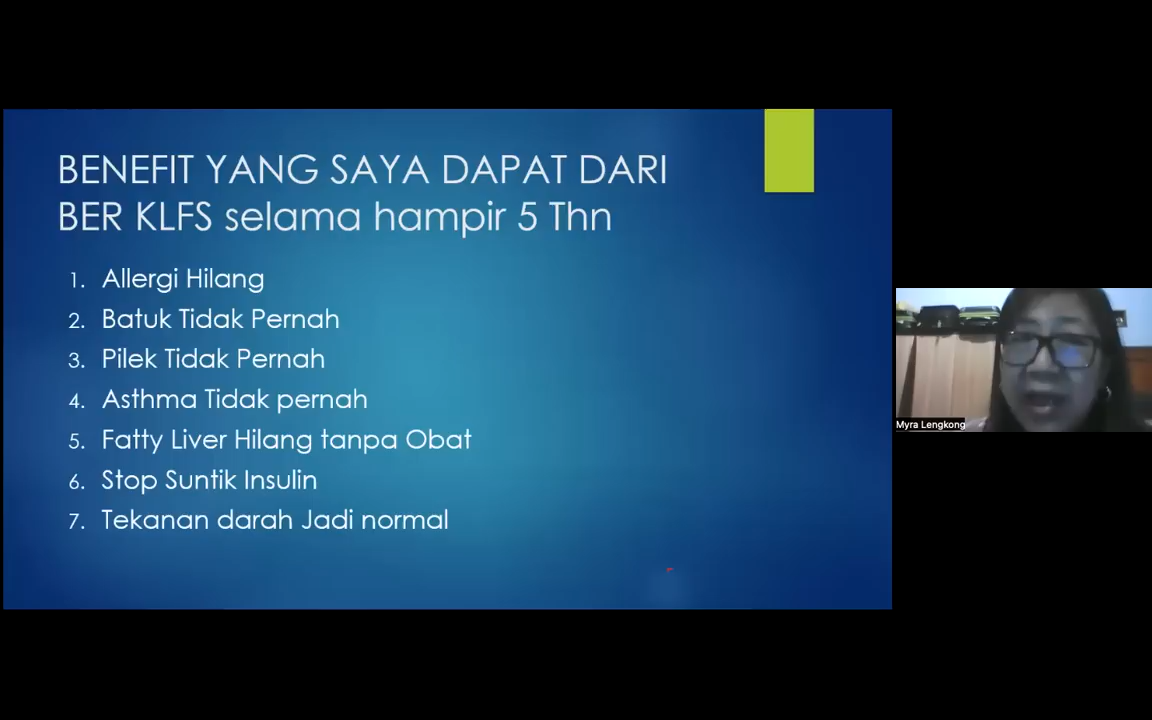 BENEFIT YANG SAYA DAPAT DARI
BER KLFS selama hampir 5 Thn
1. Allergi Hilang
2. Batuk Tidak Pernah
3. Pilek Tidak Pernah
4. Asthma Tidak pernah
5. Fatty Liver Hilang tanpa Obat
6. Stop Suntik Insulin
7. Tekanan darah Jadi normal
Myra Lengkong